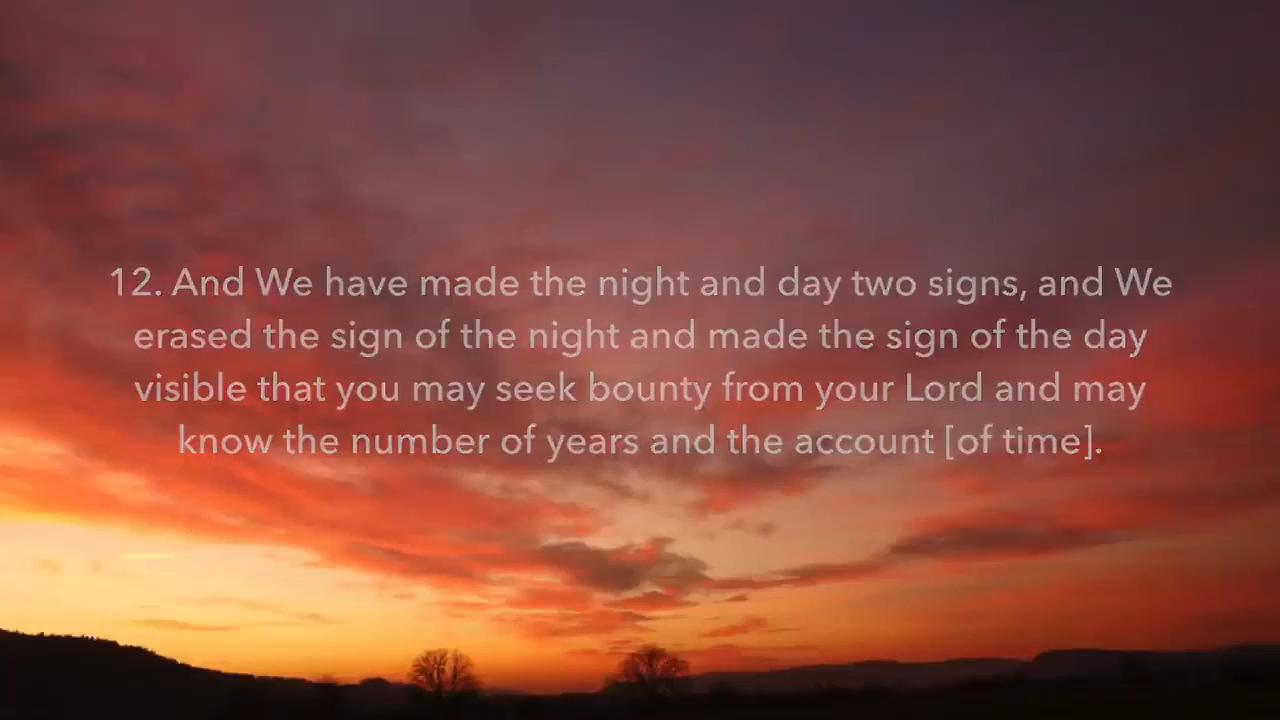 12. And We have made the night and day two signs, and We
erased the sign of the night and made the sign of the day
visible that you may seek bounty from your Lord and may
know the number of years and the account [of time].